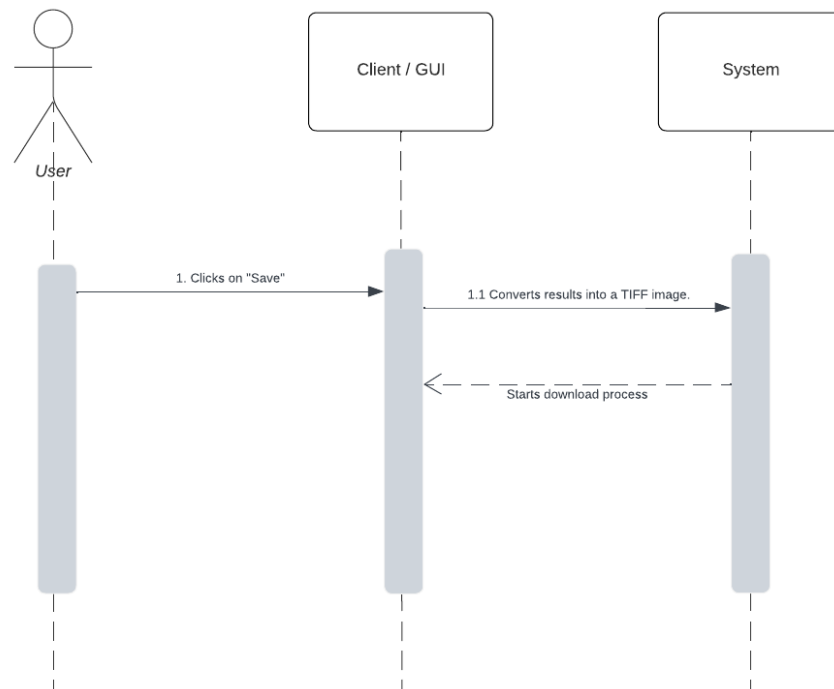 Client / GUI
System
User
1. Clicks on "Save"
1.1 Converts results into a TIFF image.
Starts download process